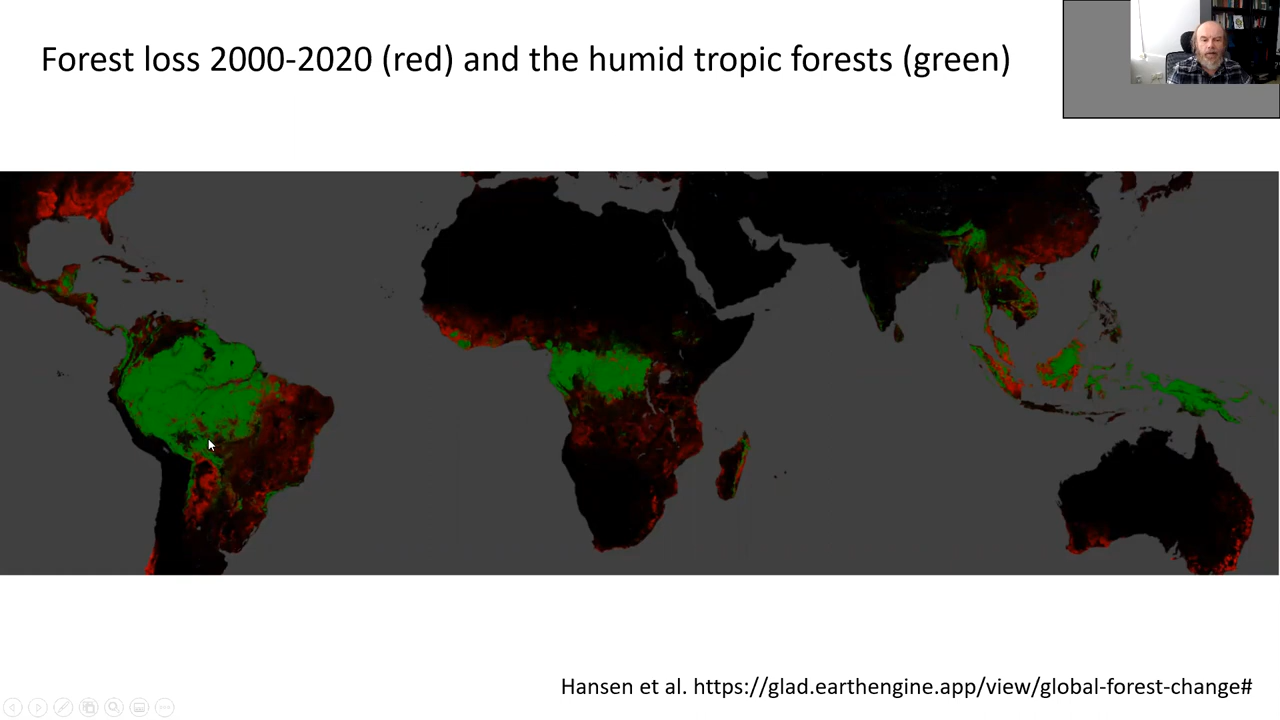 Forest loss 2000-2020 (red) and the humid tropic forests (green)
Hansen et al. https://glad.earthengine.app/view/global-forest-change#